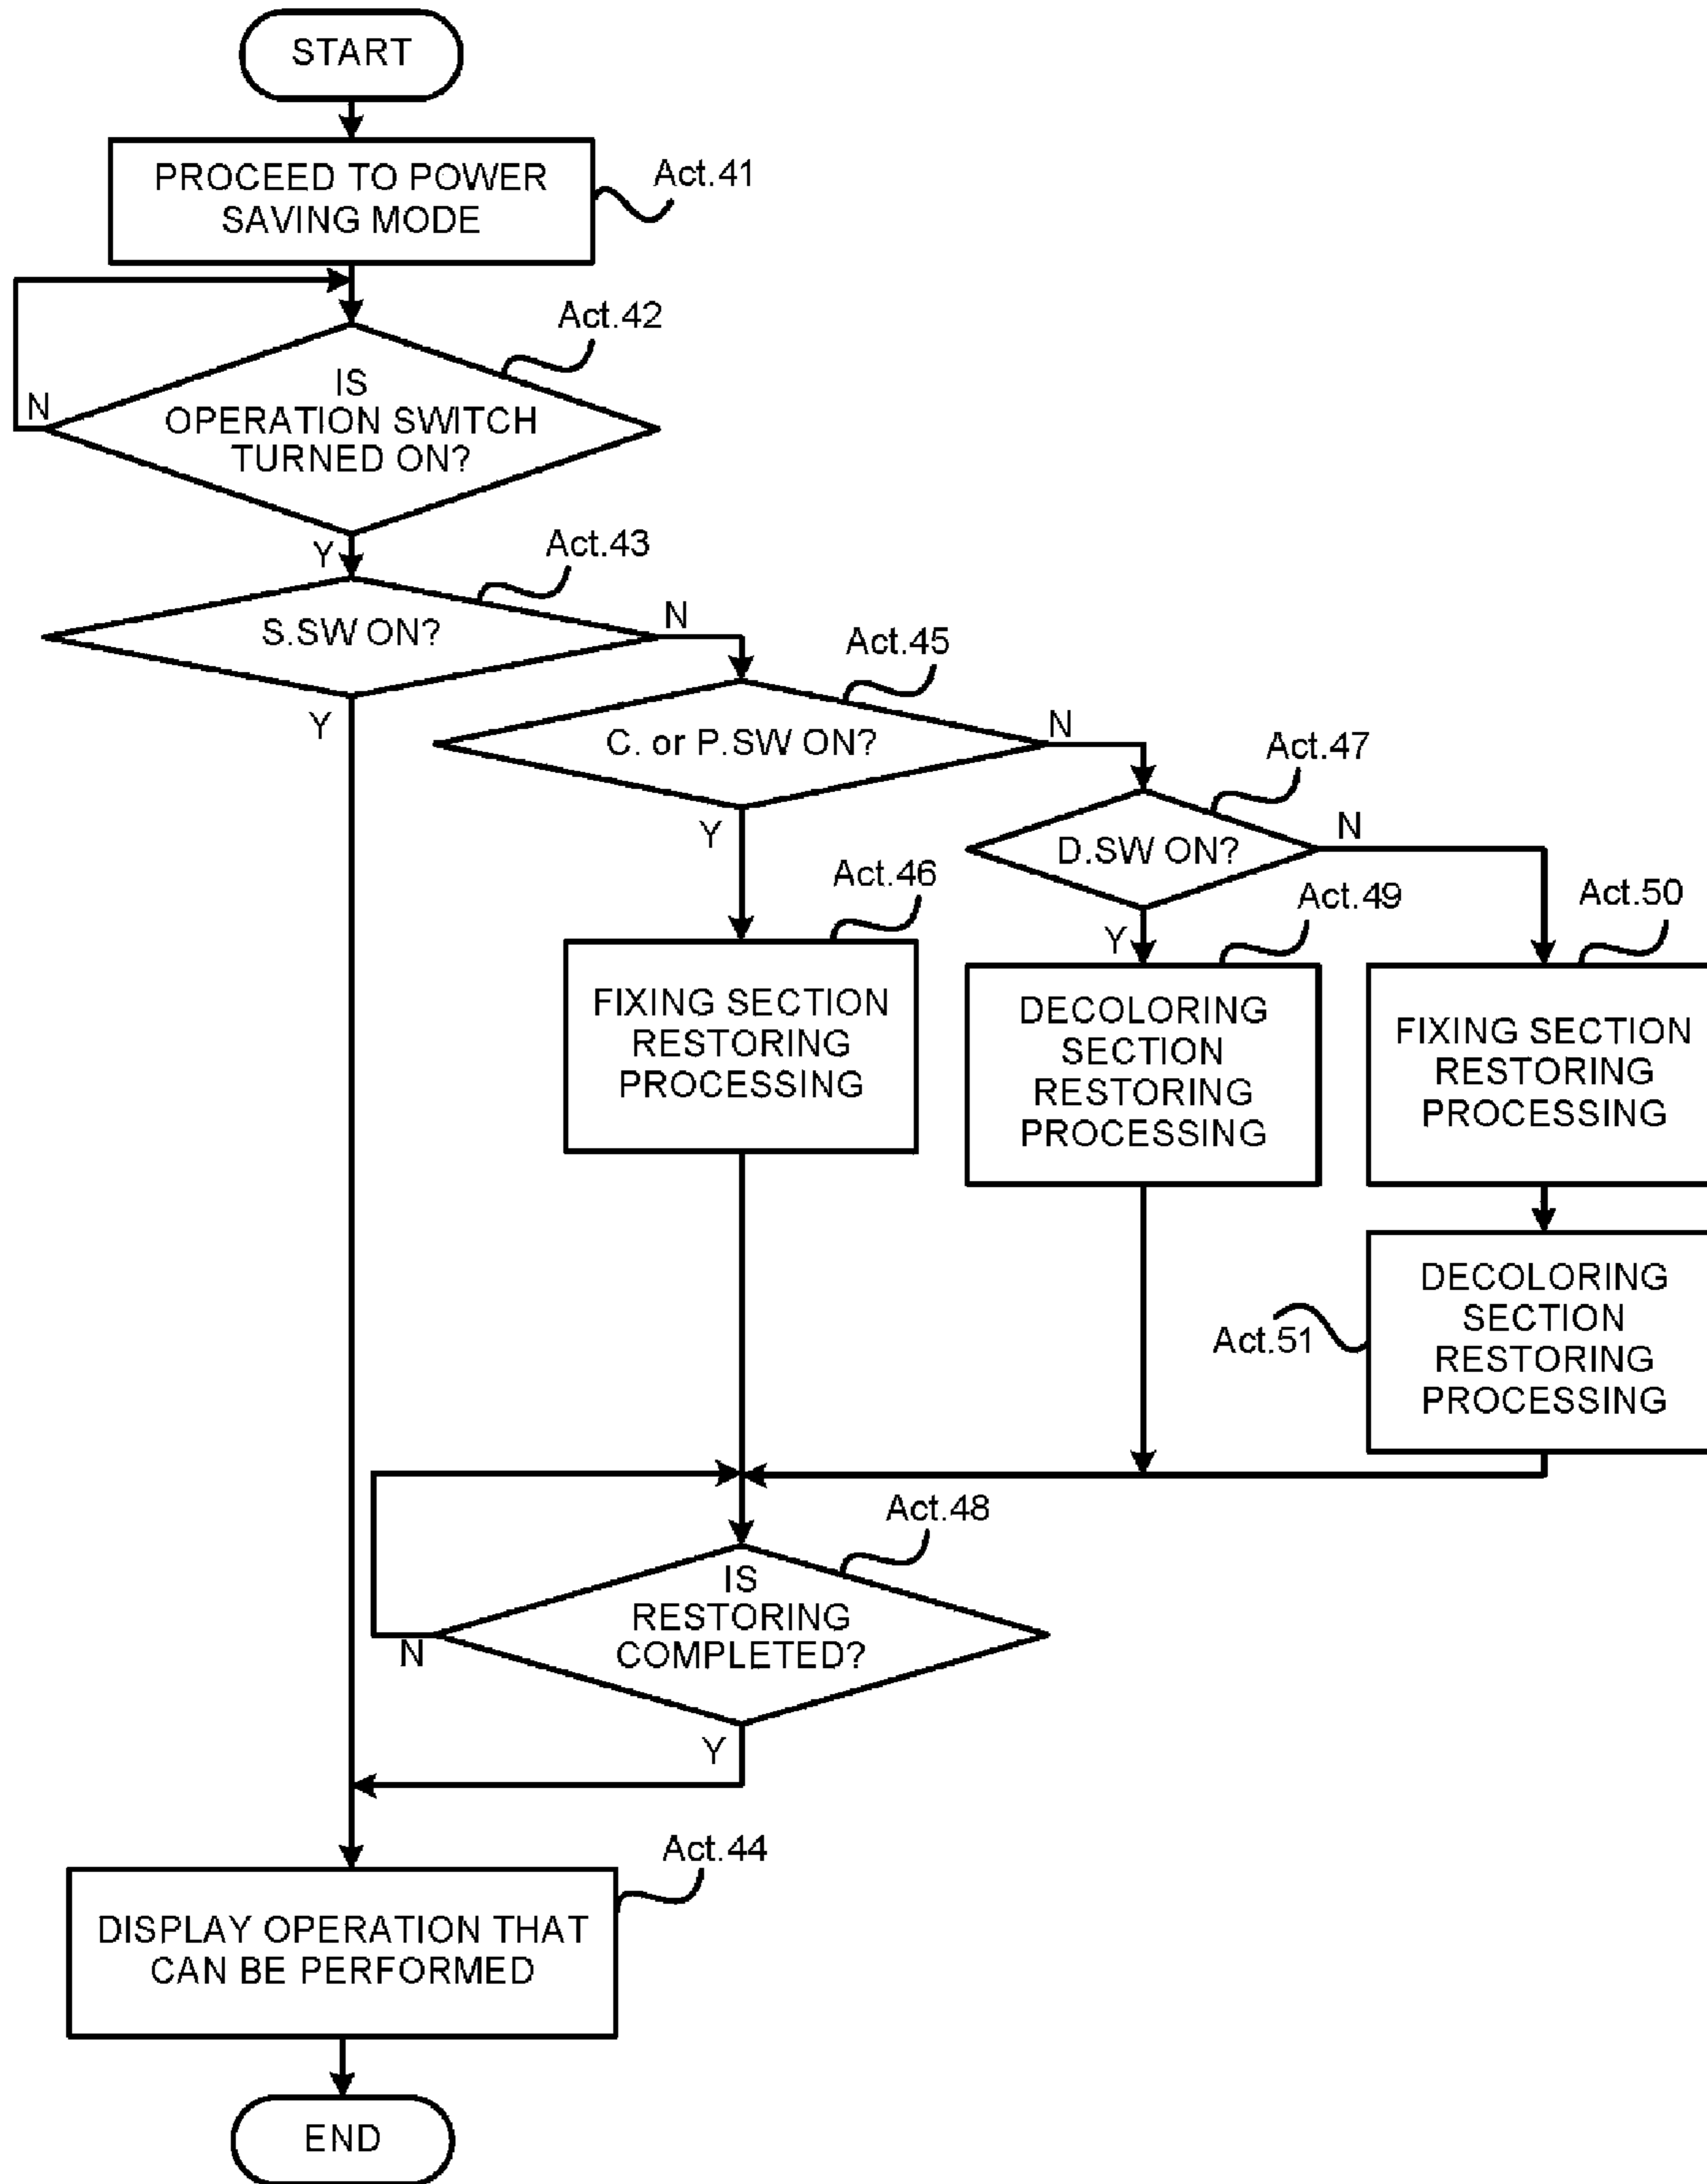 START
PROCEED TO POWER
SAVING MODE
Act.41
Act.42
IS
OPERATION SWITCH
TURNED ON?
N
Y
Act.43
S.SW ON?
N
Y
Act.45
C. or P.SW ON?
N
Y
Act.47
D.SW ON?
N
Y
Act.46
FIXING SECTION
RESTORING
PROCESSING
Act.49
DECOLORING
SECTION
RESTORING
PROCESSING
Act.50
FIXING SECTION
RESTORING
PROCESSING
Act.51
DECOLORING
SECTION
RESTORING
PROCESSING
Act.48
IS
RESTORING
COMPLETED?
N
Y
Act.44
DISPLAY OPERATION THAT
CAN BE PERFORMED
END